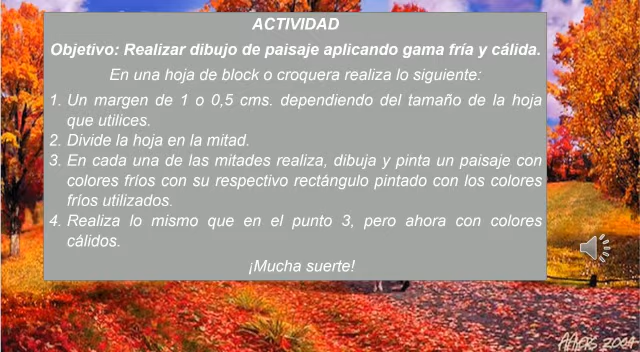 ACTIVIDAD
Objetivo: Realizar dibujo de paisaje aplicando gama fría y cálida.
En una hoja de block o croquera realiza lo siguiente:
1. Un margen de 1 o 0,5 cms. dependiendo del tamaño de la hoja
que utilices.
2. Divide la hoja en la mitad.
3. En cada una de las mitades realiza, dibuja y pinta un paisaje con
colores fríos con su respectivo rectángulo pintado con los colores
fríos utilizados.
4. Realiza lo mismo que en el punto 3, pero ahora con colores
cálidos.
¡Mucha suerte!